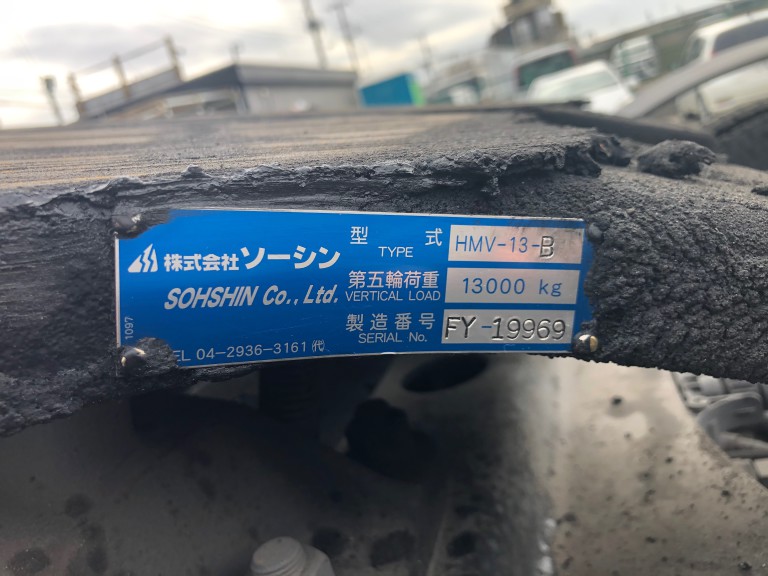 株式会社 ソーシン
SOHSHIN Co., Ltd.
TEL 04-2936-3161 (代)
1097
型式 TYPE HMV-13-B
第五輪荷重 VERTICAL LOAD 13000 kg
製造番号 SERIAL No. FY-19969